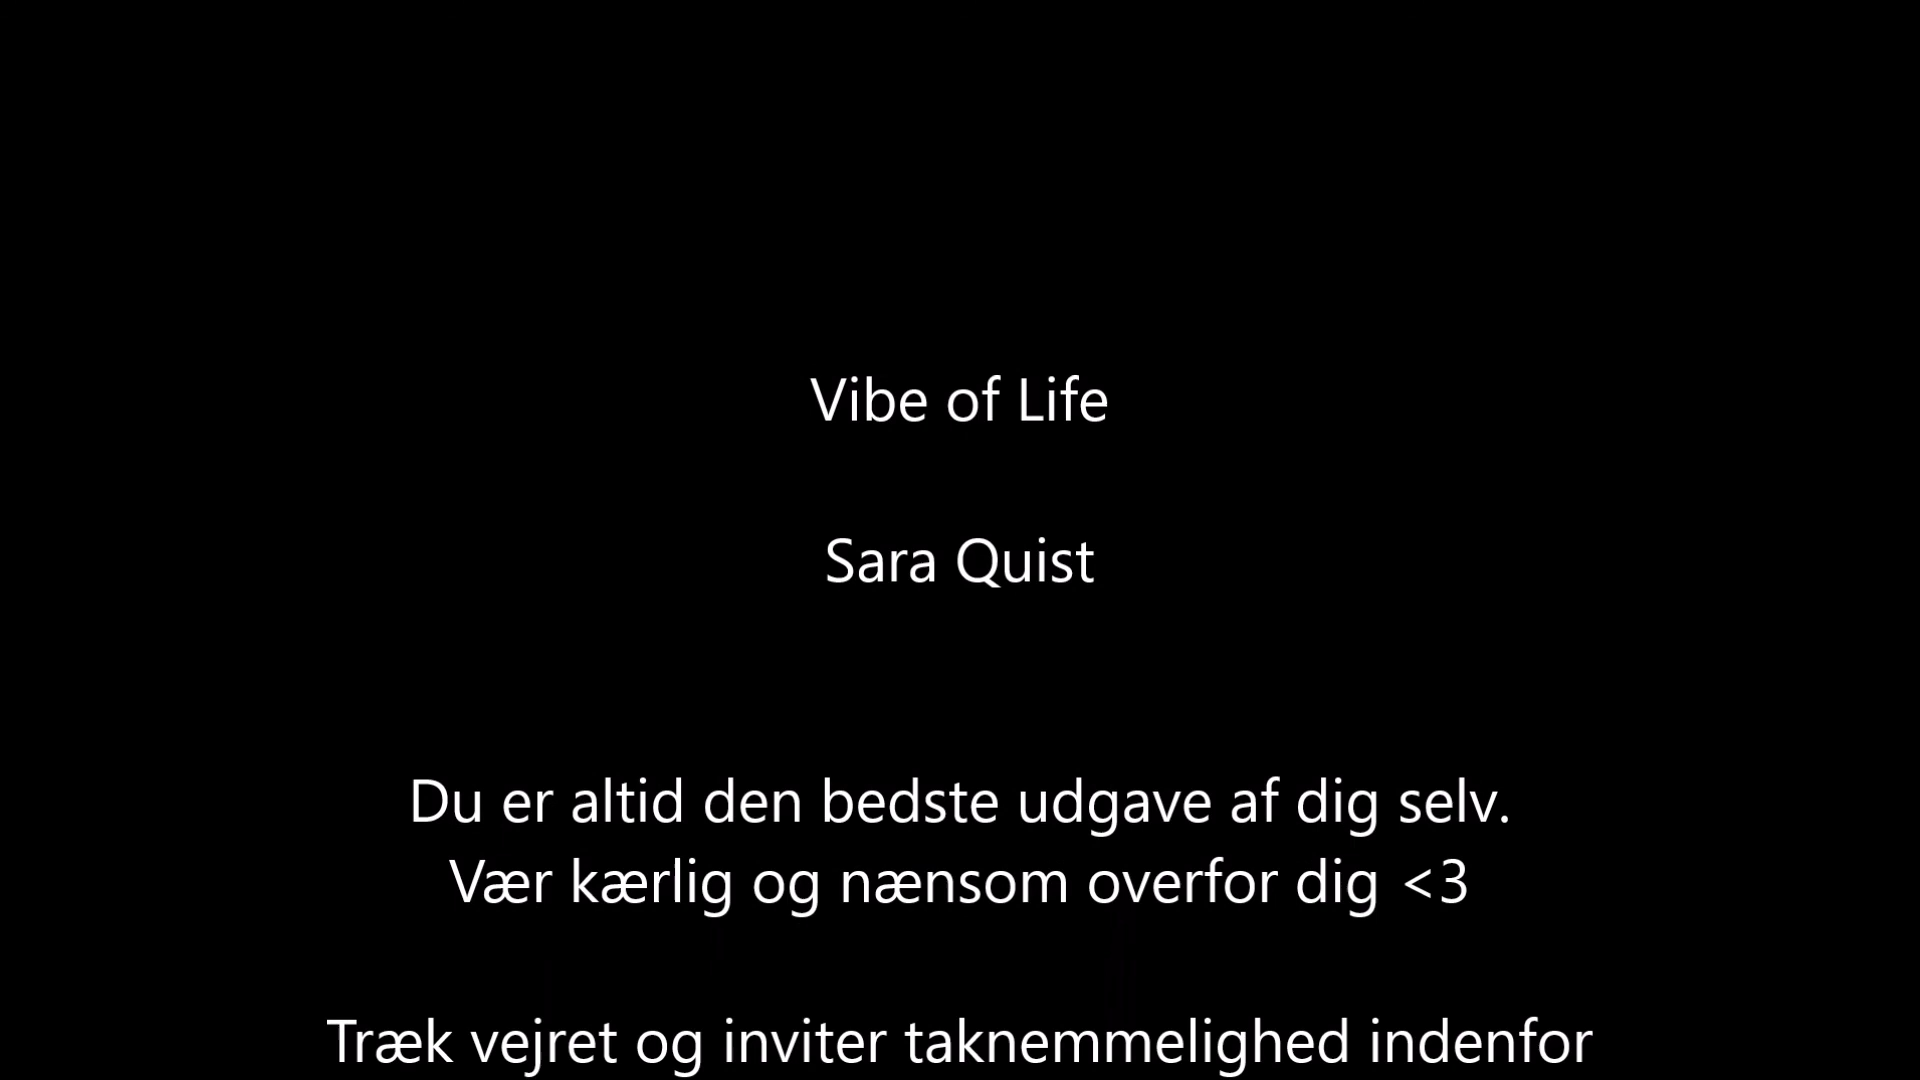 Vibe of Life
Sara Quist
Du er altid den bedste udgave af dig selv.
Vær kærlig og nænsom overfor dig <3
Træk vejret og inviter taknemmelighed indenfor